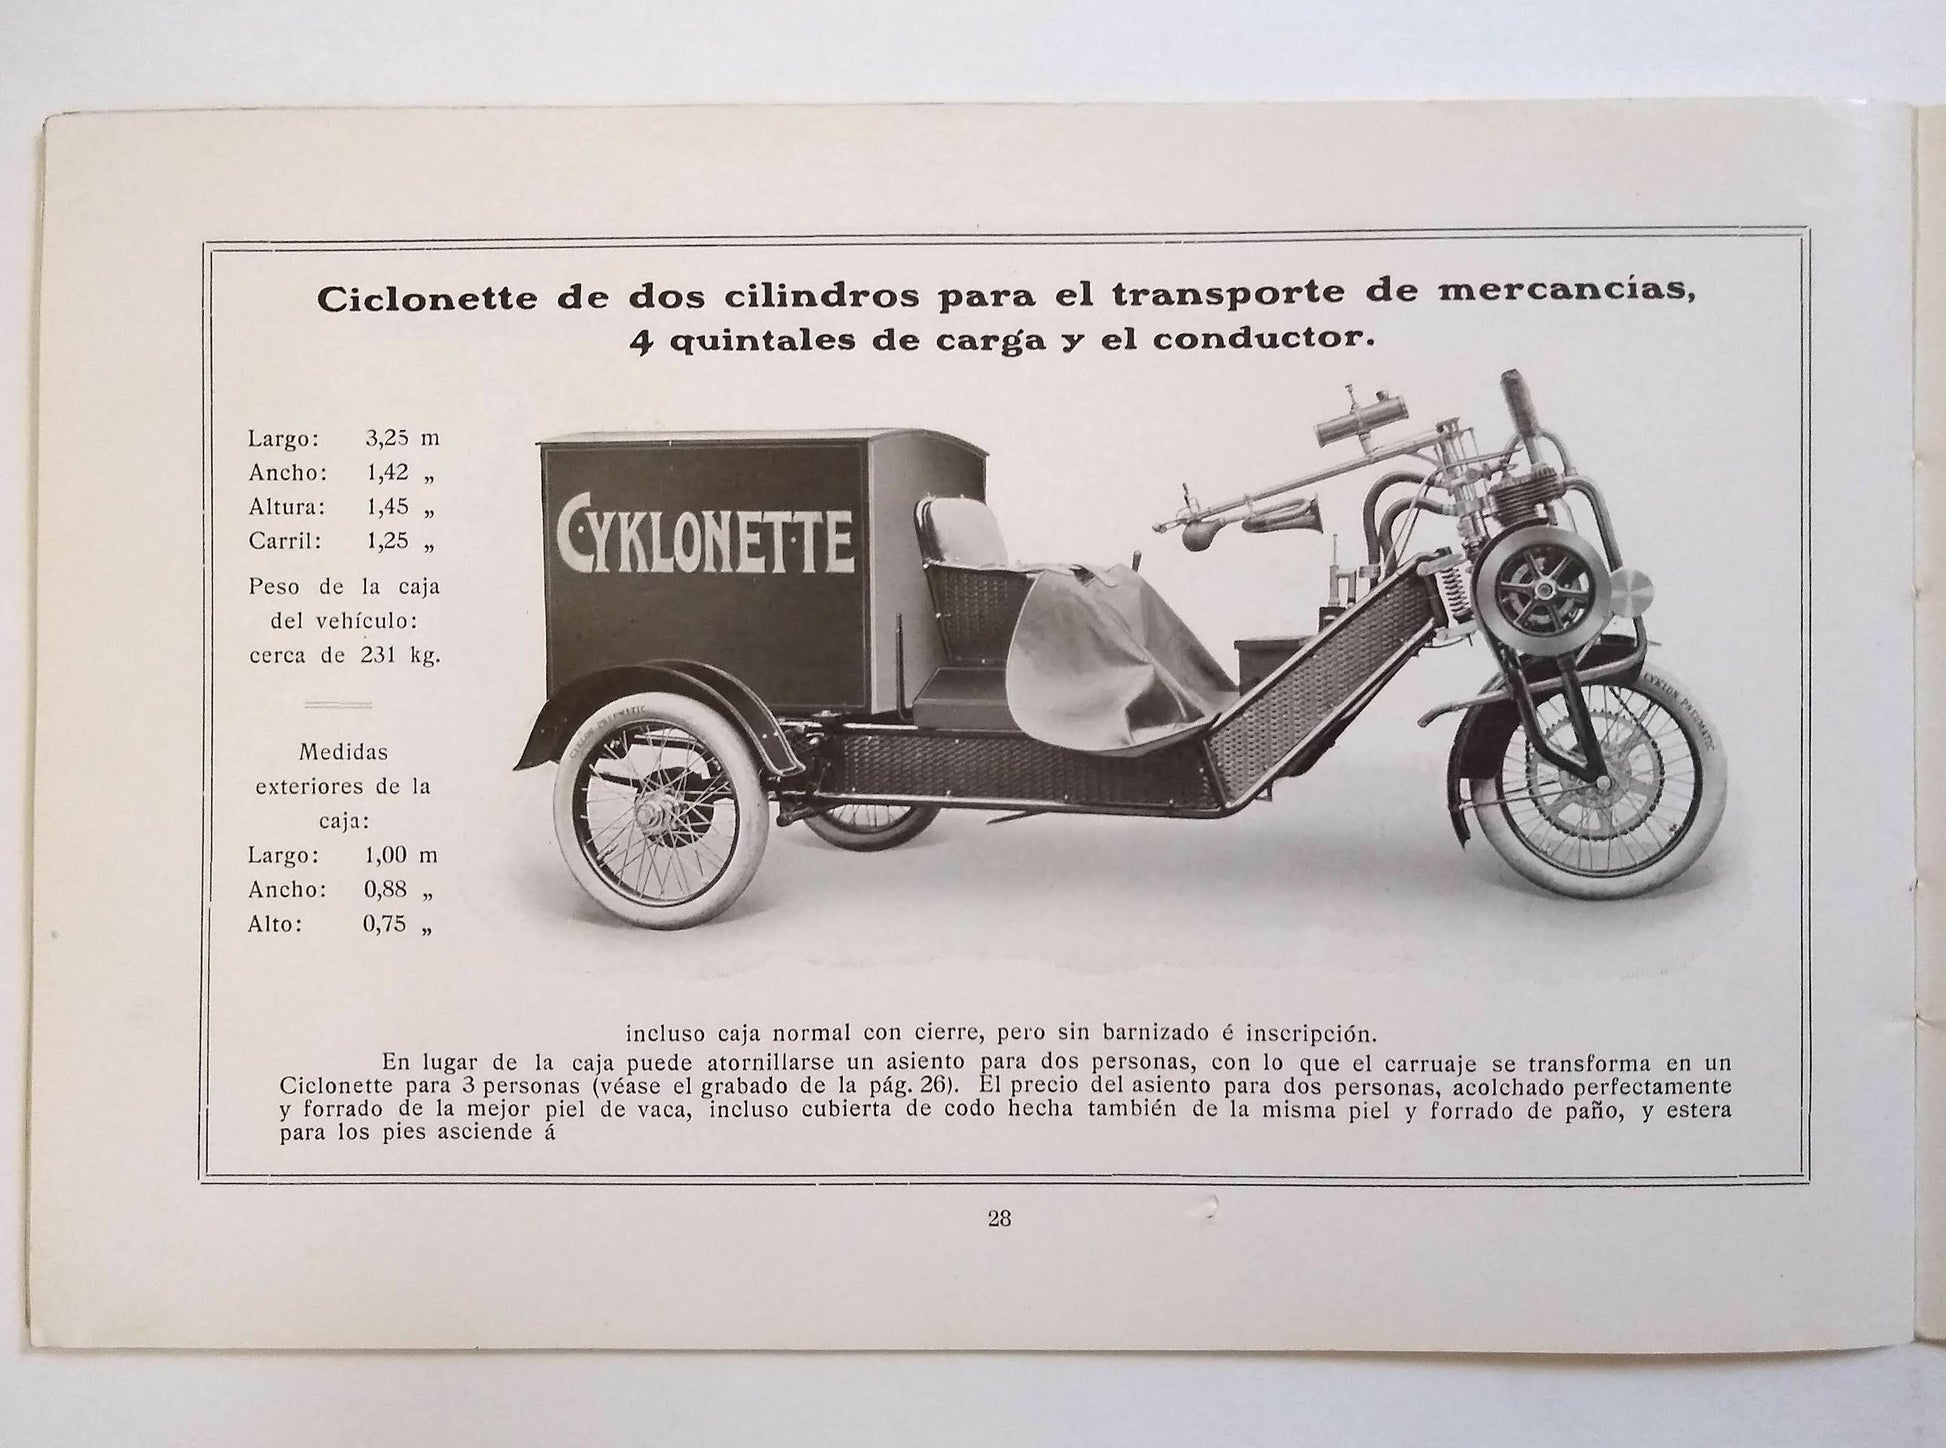 Ciclonette de dos cilindros para el transporte de mercancías,
4 quintales de carga y el conductor.
Largo: 3,25 m
Ancho: 1,42 „
Altura: 1,45 „
Carril: 1,25 „
Peso de la caja
del vehículo:
cerca de 231 kg.
Medidas
exteriores de la
caja:
Largo: 1,00 m
Ancho: 0,88 „
Alto: 0,75 „
CYKLONETTE
CYKLON PNEUMATIC
CYKLON PNEUMATIC
incluso caja normal con cierre, pero sin barnizado é inscripción.
En lugar de la caja puede atornillarse un asiento para dos personas, con lo que el carruaje se transforma en un
Ciclonette para 3 personas (véase el grabado de la pág. 26). El precio del asiento para dos personas, acolchado perfectamente
y forrado de la mejor piel de vaca, incluso cubierta de codo hecha también de la misma piel y forrado de paño, y estera
para los pies asciende á
28